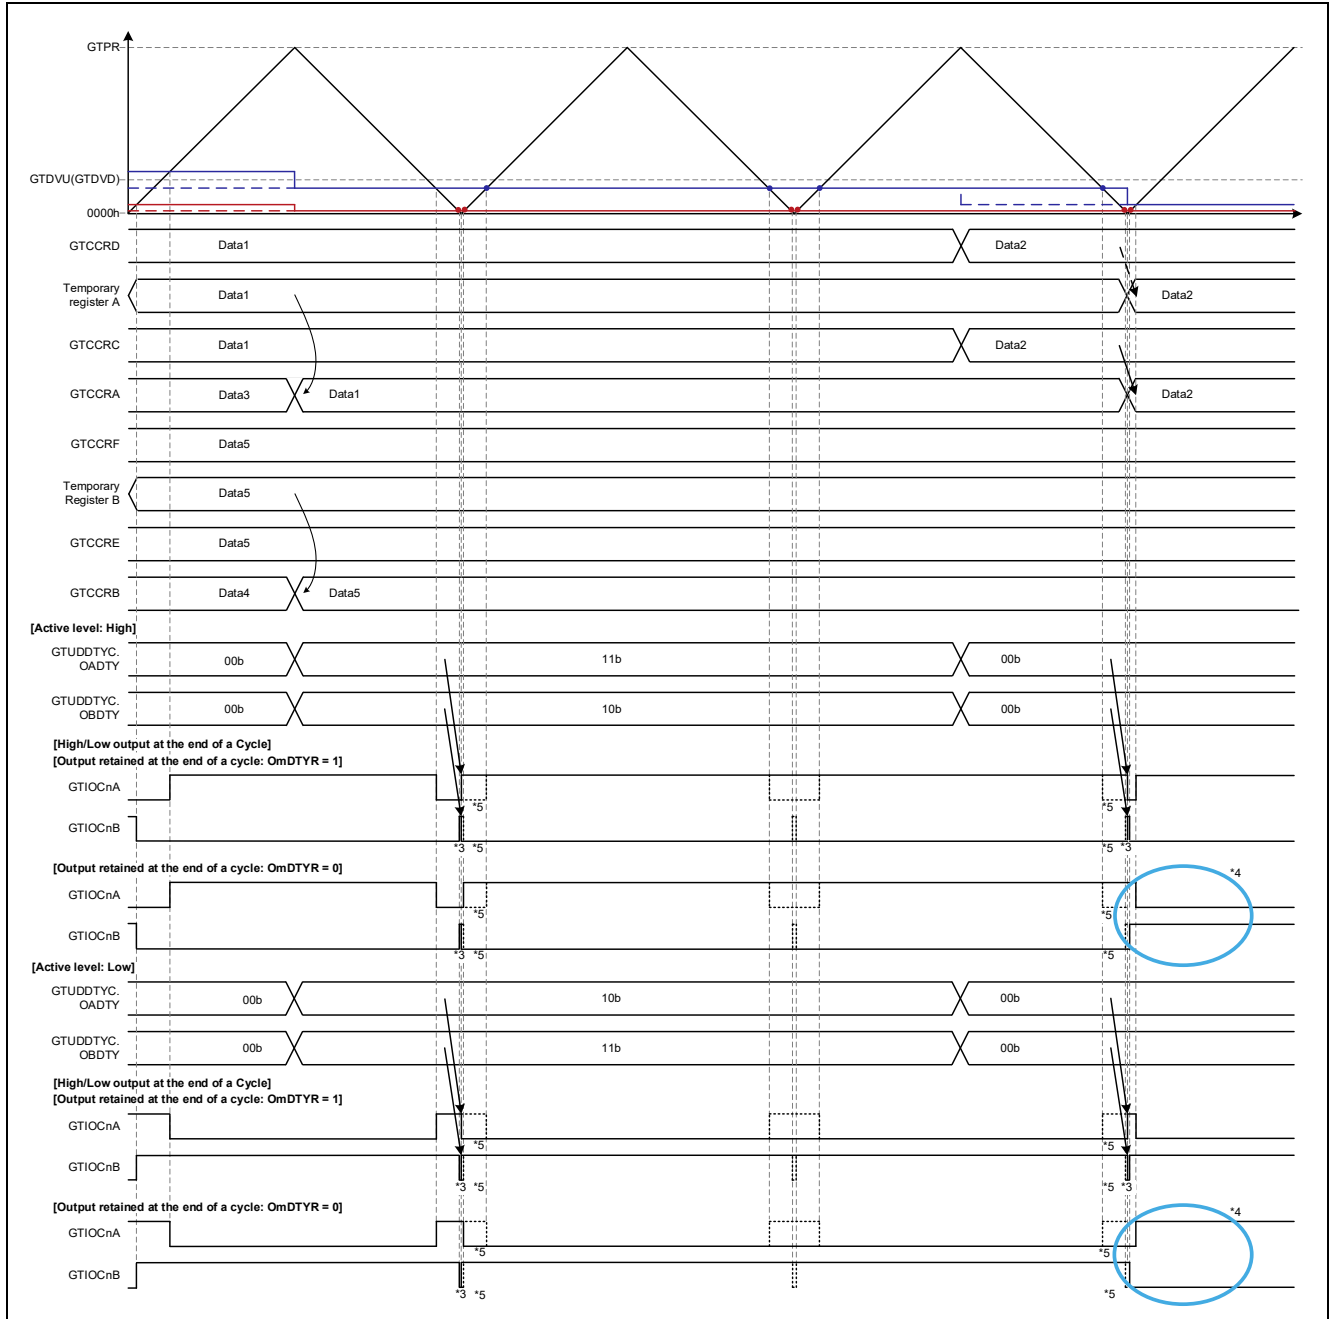 GTPR
GTDVU(GTDVD)
0000h
GTCCRD
Data1
Data2
Temporary
register A
Data1
Data2
GTCCRC
Data1
Data2
GTCCRA
Data3
Data1
Data2
GTCCRF
Data5
Temporary
Register B
Data5
GTCCRE
Data5
GTCCRB
Data4
Data5
[Active level: High]
GTUDDTYC.
OADTY
00b
11b
00b
GTUDDTYC.
OBDTY
00b
10b
00b
[High/Low output at the end of a Cycle]
[Output retained at the end of a cycle: OmDTYR = 1]
GTIOCnA
*5
*5
GTIOCnB
*3
*5
*5
*3
[Output retained at the end of a cycle: OmDTYR = 0]
*4
GTIOCnA
*5
*5
GTIOCnB
*3
*5
*5
[Active level: Low]
GTUDDTYC.
OADTY
00b
10b
00b
GTUDDTYC.
OBDTY
00b
11b
00b
[High/Low output at the end of a Cycle]
[Output retained at the end of a cycle: OmDTYR = 1]
GTIOCnA
*5
*5
GTIOCnB
*3
*5
*5
*3
[Output retained at the end of a cycle: OmDTYR = 0]
*4
GTIOCnA
*5
*5
GTIOCnB
*3
*5
*5